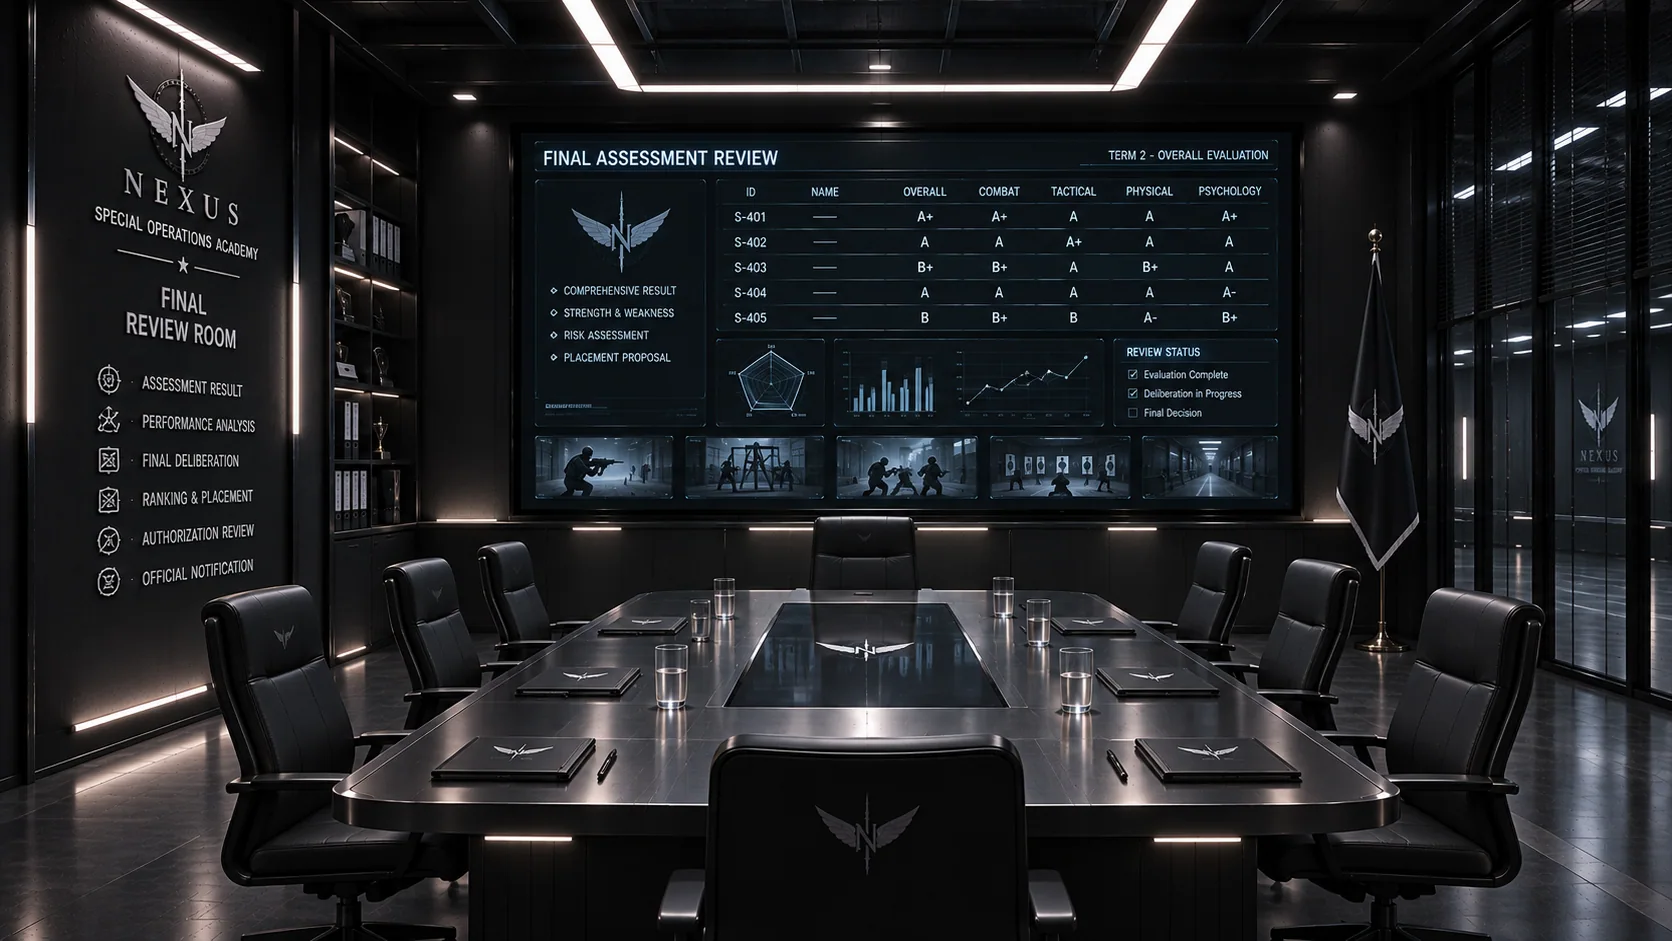 NEXUS
SPECIAL OPERATIONS ACADEMY
FINAL
REVIEW ROOM
ASSESSMENT RESULT
PERFORMANCE ANALYSIS
FINAL DELIBERATION
RANKING & PLACEMENT
AUTHORIZATION REVIEW
OFFICIAL NOTIFICATION
FINAL ASSESSMENT REVIEW
TERM 2 - OVERALL EVALUATION
N
COMPREHENSIVE RESULT
STRENGTH & WEAKNESS
RISK ASSESSMENT
PLACEMENT PROPOSAL
ID NAME OVERALL COMBAT TACTICAL PHYSICAL PSYCHOLOGY
S-401 — A+ A+ A A A+
S-402 — A A A+ A A
S-403 — B+ B+ A B+ A
S-404 — A A A A A-
S-405 — B B+ B A- B+
REVIEW STATUS
Evaluation Complete
Deliberation in Progress
Final Decision
N
NEXUS
N
N